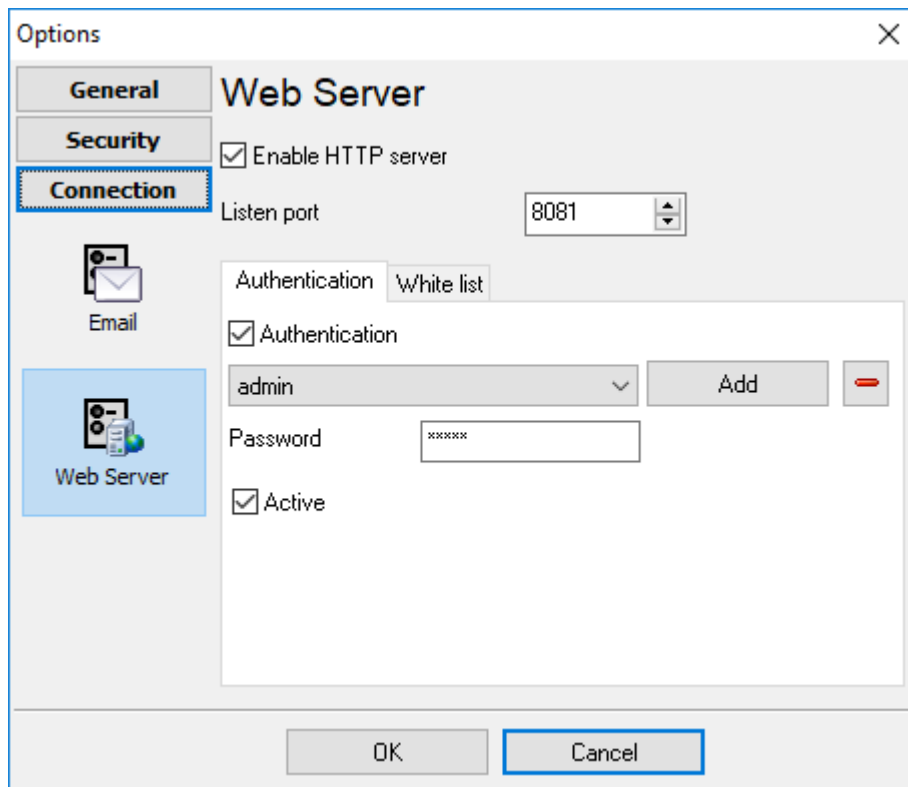 Options
General
Security
Connection
Email
Web Server
Web Server
Enable HTTP server
Listen port 8081
Authentication White list
Authentication
admin Add
Password *****
Active
OK Cancel